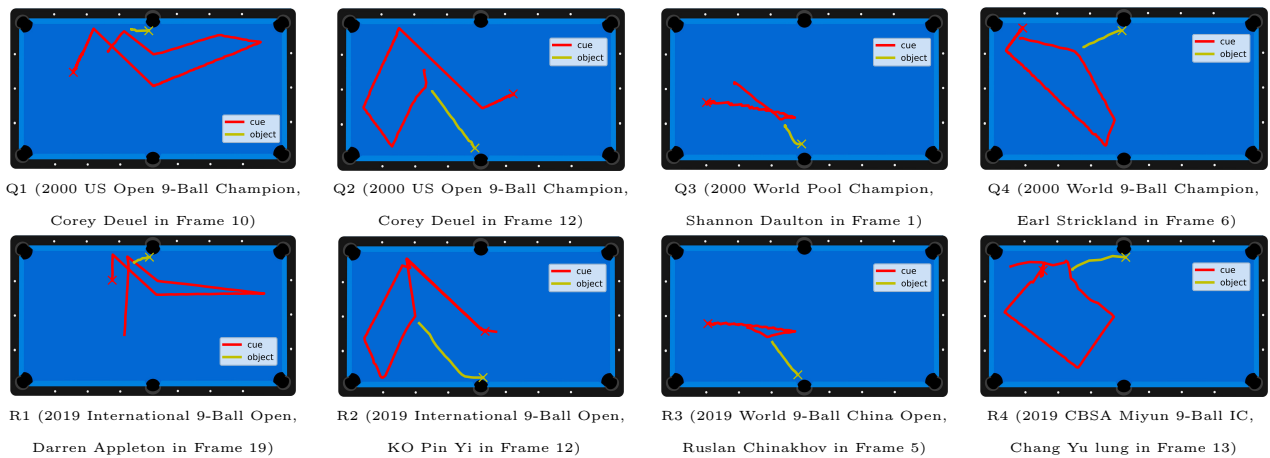 cue
object
cue
object
cue
object
cue
object
Q1 (2000 US Open 9-Ball Champion,
Corey Deuel in Frame 10)
Q2 (2000 US Open 9-Ball Champion,
Corey Deuel in Frame 12)
Q3 (2000 World Pool Champion,
Shannon Daulton in Frame 1)
Q4 (2000 World 9-Ball Champion,
Earl Strickland in Frame 6)
cue
object
cue
object
cue
object
cue
object
R1 (2019 International 9-Ball Open,
Darren Appleton in Frame 19)
R2 (2019 International 9-Ball Open,
KO Pin Yi in Frame 12)
R3 (2019 World 9-Ball China Open,
Ruslan Chinakhov in Frame 5)
R4 (2019 CBSA Miyun 9-Ball IC,
Chang Yu lung in Frame 13)